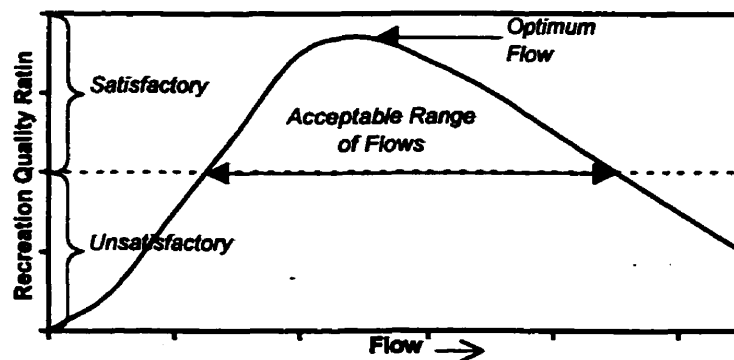 Recreation Quality Ratin
Optimum
Flow
Satisfactory
Acceptable Range
of Flows
Unsatisfactory
Flow